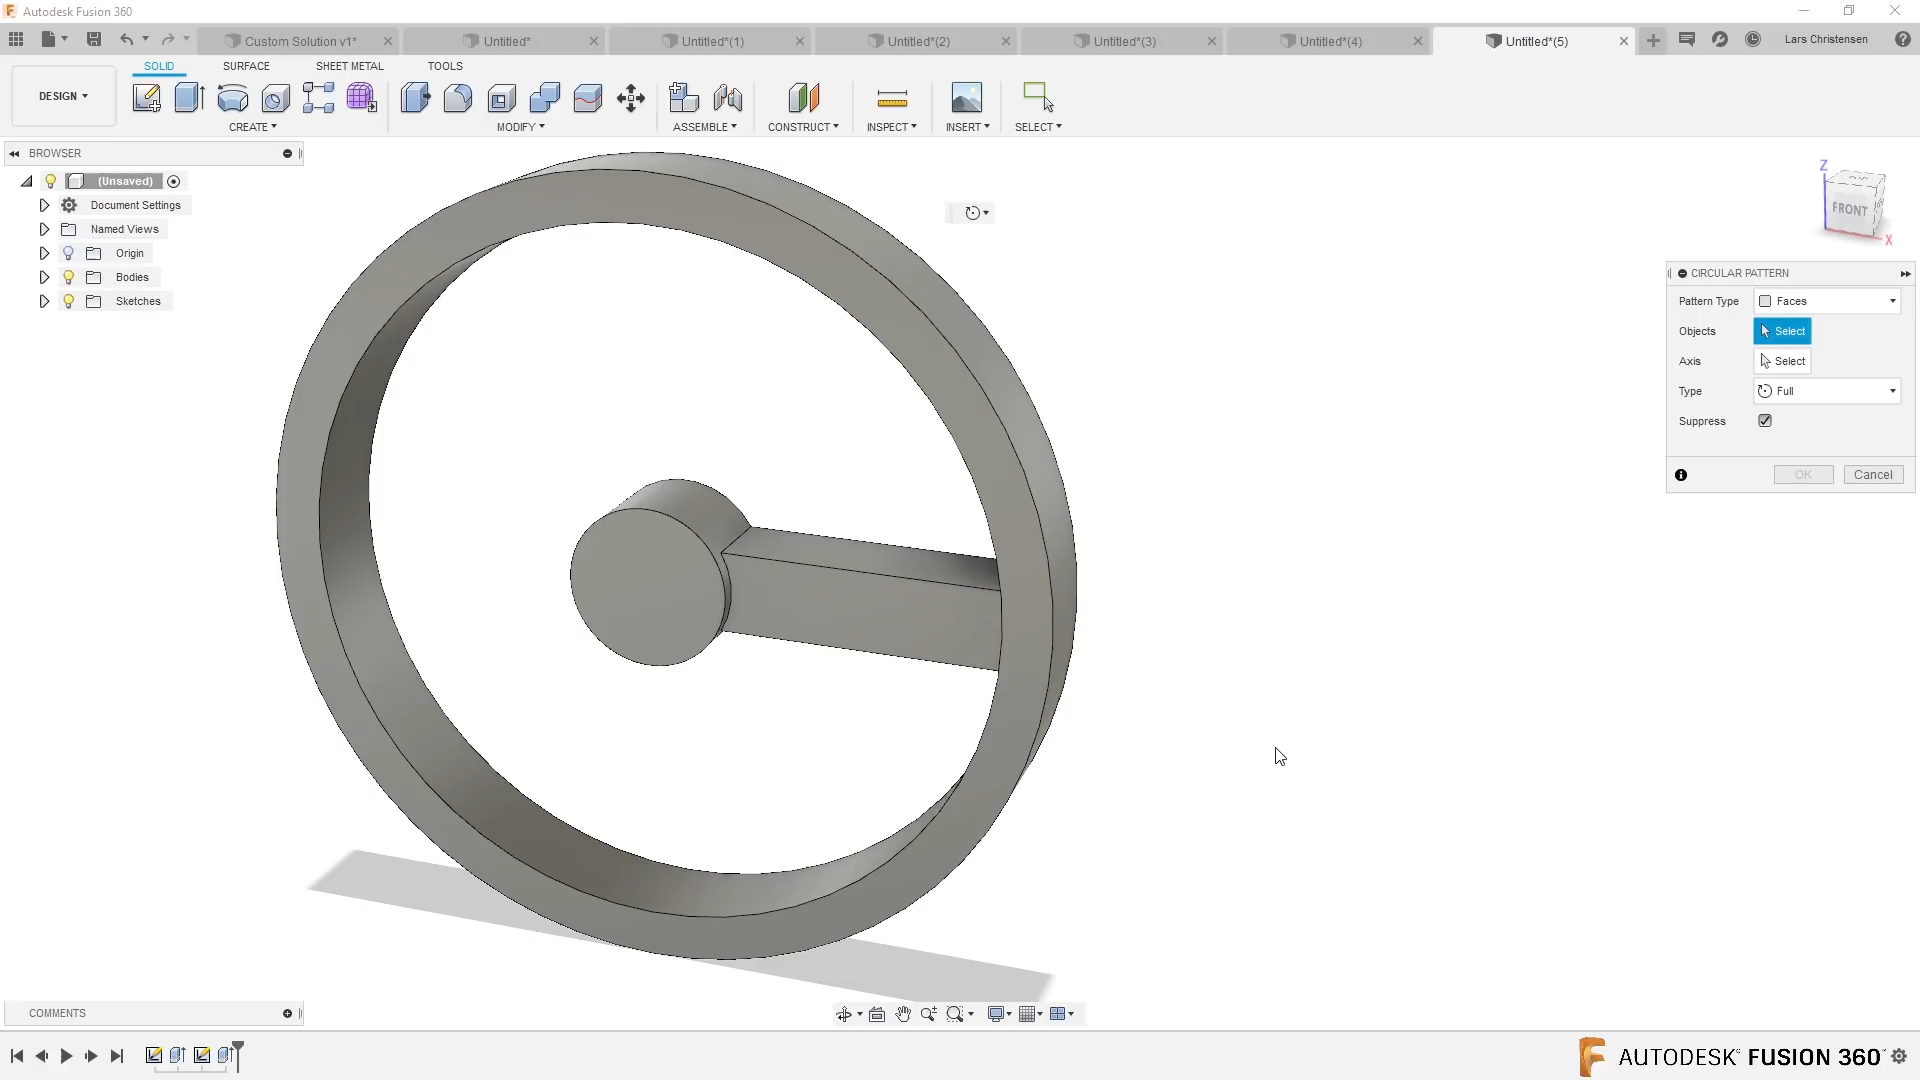 Autodesk Fusion 360
Custom Solution v1*
Untitled*
Untitled*(1)
Untitled*(2)
Untitled*(3)
Untitled*(4)
Untitled*(5)
Lars Christensen
DESIGN
SOLID
SURFACE
SHEET METAL
TOOLS
CREATE
MODIFY
ASSEMBLE
CONSTRUCT
INSPECT
INSERT
SELECT
BROWSER
(Unsaved)
Document Settings
Named Views
Origin
Bodies
Sketches
Z
FRONT
X
CIRCULAR PATTERN
Pattern Type Faces
Objects Select
Axis Select
Type Full
Suppress
OK Cancel
COMMENTS
AUTODESK® FUSION 360